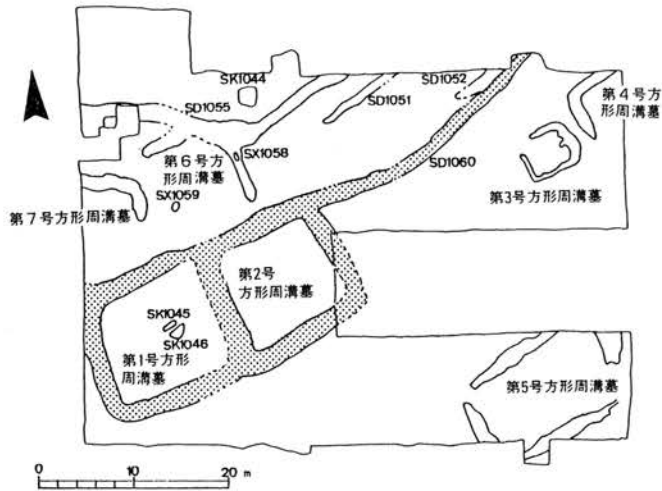 SK1044
SD1052
SD1055
SD1051
第4号方
形周溝墓
SX1058
第6号方
形周溝墓
SD1060
第3号方形周溝墓
SX1059
第7号方形周溝墓
第2号
方形周溝墓
SK1045
SK1046
第1号方形
周溝墓
第5号方形周溝墓
0 10 20 m